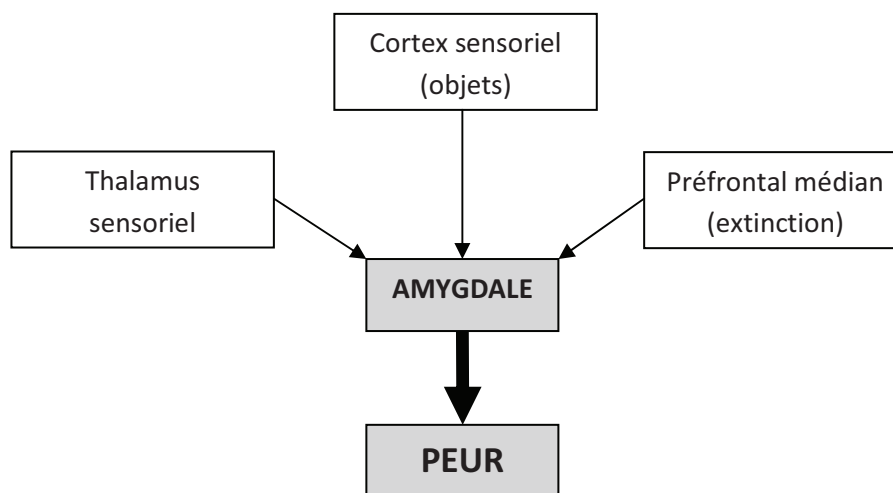 Cortex sensoriel
(objets)
Thalamus
sensoriel
Préfrontal médian
(extinction)
AMYGDALE
PEUR